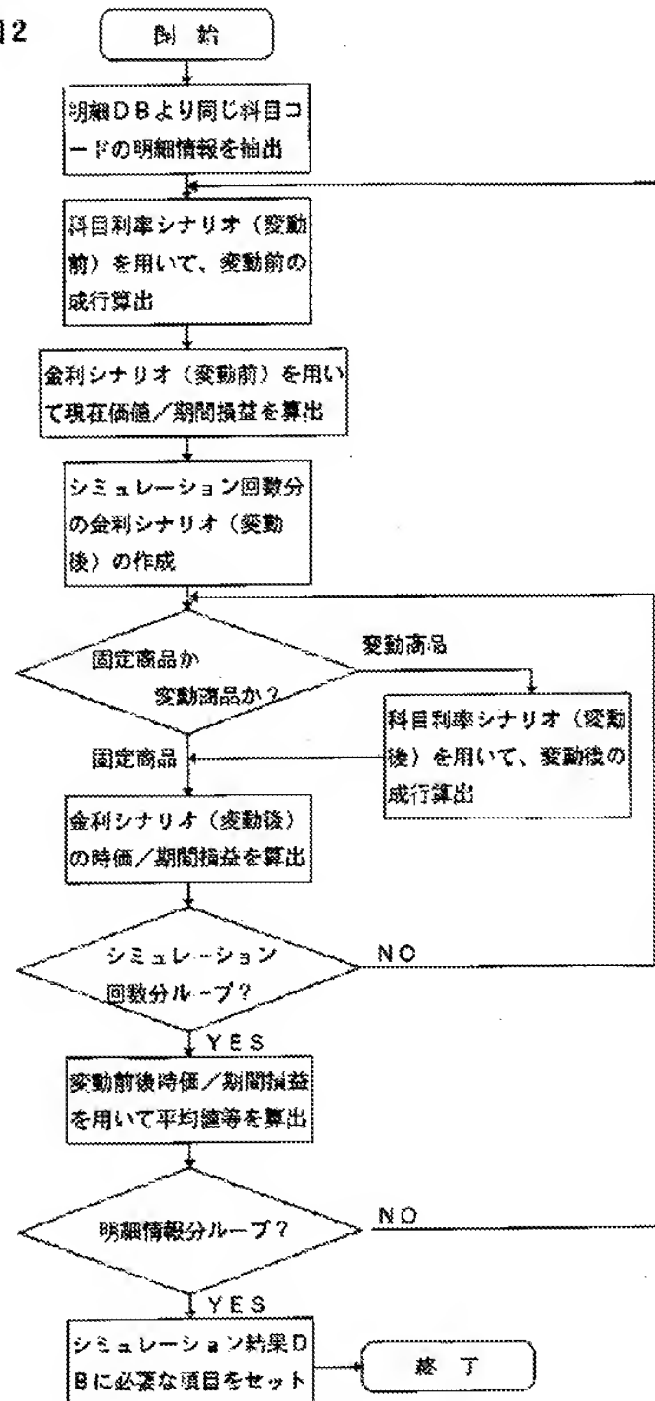 図2
開 始
明細DBより同じ科目コ
ードの明細情報を抽出
科目利率シナリオ（変動
前）を用いて、変動前の
成行算出
金利シナリオ（変動前）を用い
て現在価値／期間損益を算出
シミュレーション回数分
の金利シナリオ（変動
後）の作成
固定商品か
変動商品か？
変動商品
科目利率シナリオ（変動
後）を用いて、変動後の
成行算出
固定商品
金利シナリオ（変動後）
の時価／期間損益を算出
シミュレーション
回数分ループ？
NO
YES
変動前後時価／期間損益
を用いて平均値等を算出
明細情報分ループ？
NO
YES
シミュレーション結果D
Bに必要な項目をセット
終 了